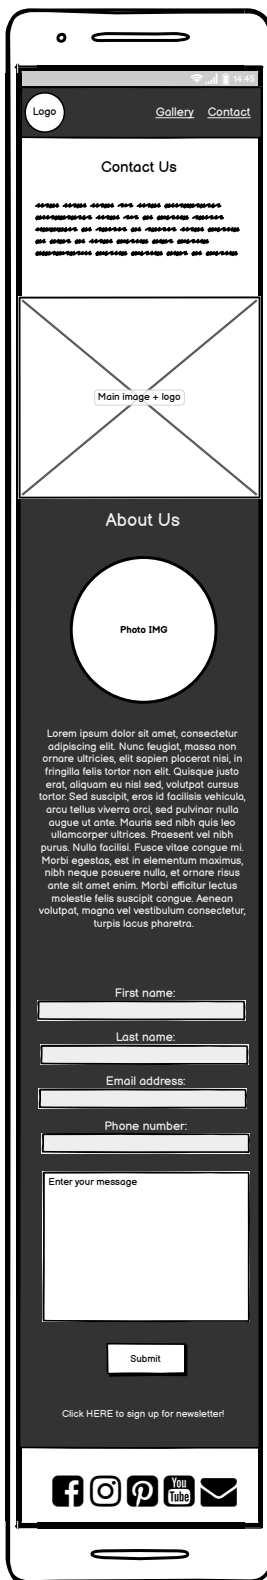 14:45
Logo
Gallery Contact
Contact Us
Main image + logo
About Us
Photo IMG
Lorem ipsum dolor sit amet, consectetur
adipiscing elit. Nunc feugiat, massa non
ornare ultricies, elit sapien placerat nisi, in
fringilla felis tortor non elit. Quisque justo
erat, aliquam eu nisl sed, volutpat cursus
tortor. Sed suscipit, eros id facilisis vehicula,
arcu tellus viverra orci, sed pulvinar nulla
augue ut ante. Mauris sed nibh quis leo
ullamcorper ultrices. Praesent vel nibh
purus. Nulla facilisi. Fusce vitae congue mi.
Morbi egestas, est in elementum maximus,
nibh neque posuere nulla, et ornare risus
ante sit amet enim. Morbi efficitur lectus
molestie felis suscipit congue. Aenean
volutpat, magna vel vestibulum consectetur,
turpis lacus pharetra.
First name:
Last name:
Email address:
Phone number:
Enter your message
Submit
Click HERE to sign up for newsletter!
You
Tube